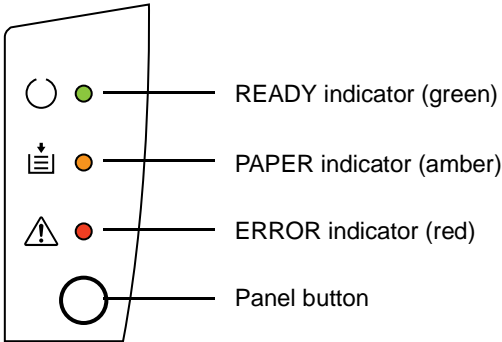 READY indicator (green)
PAPER indicator (amber)
ERROR indicator (red)
Panel button